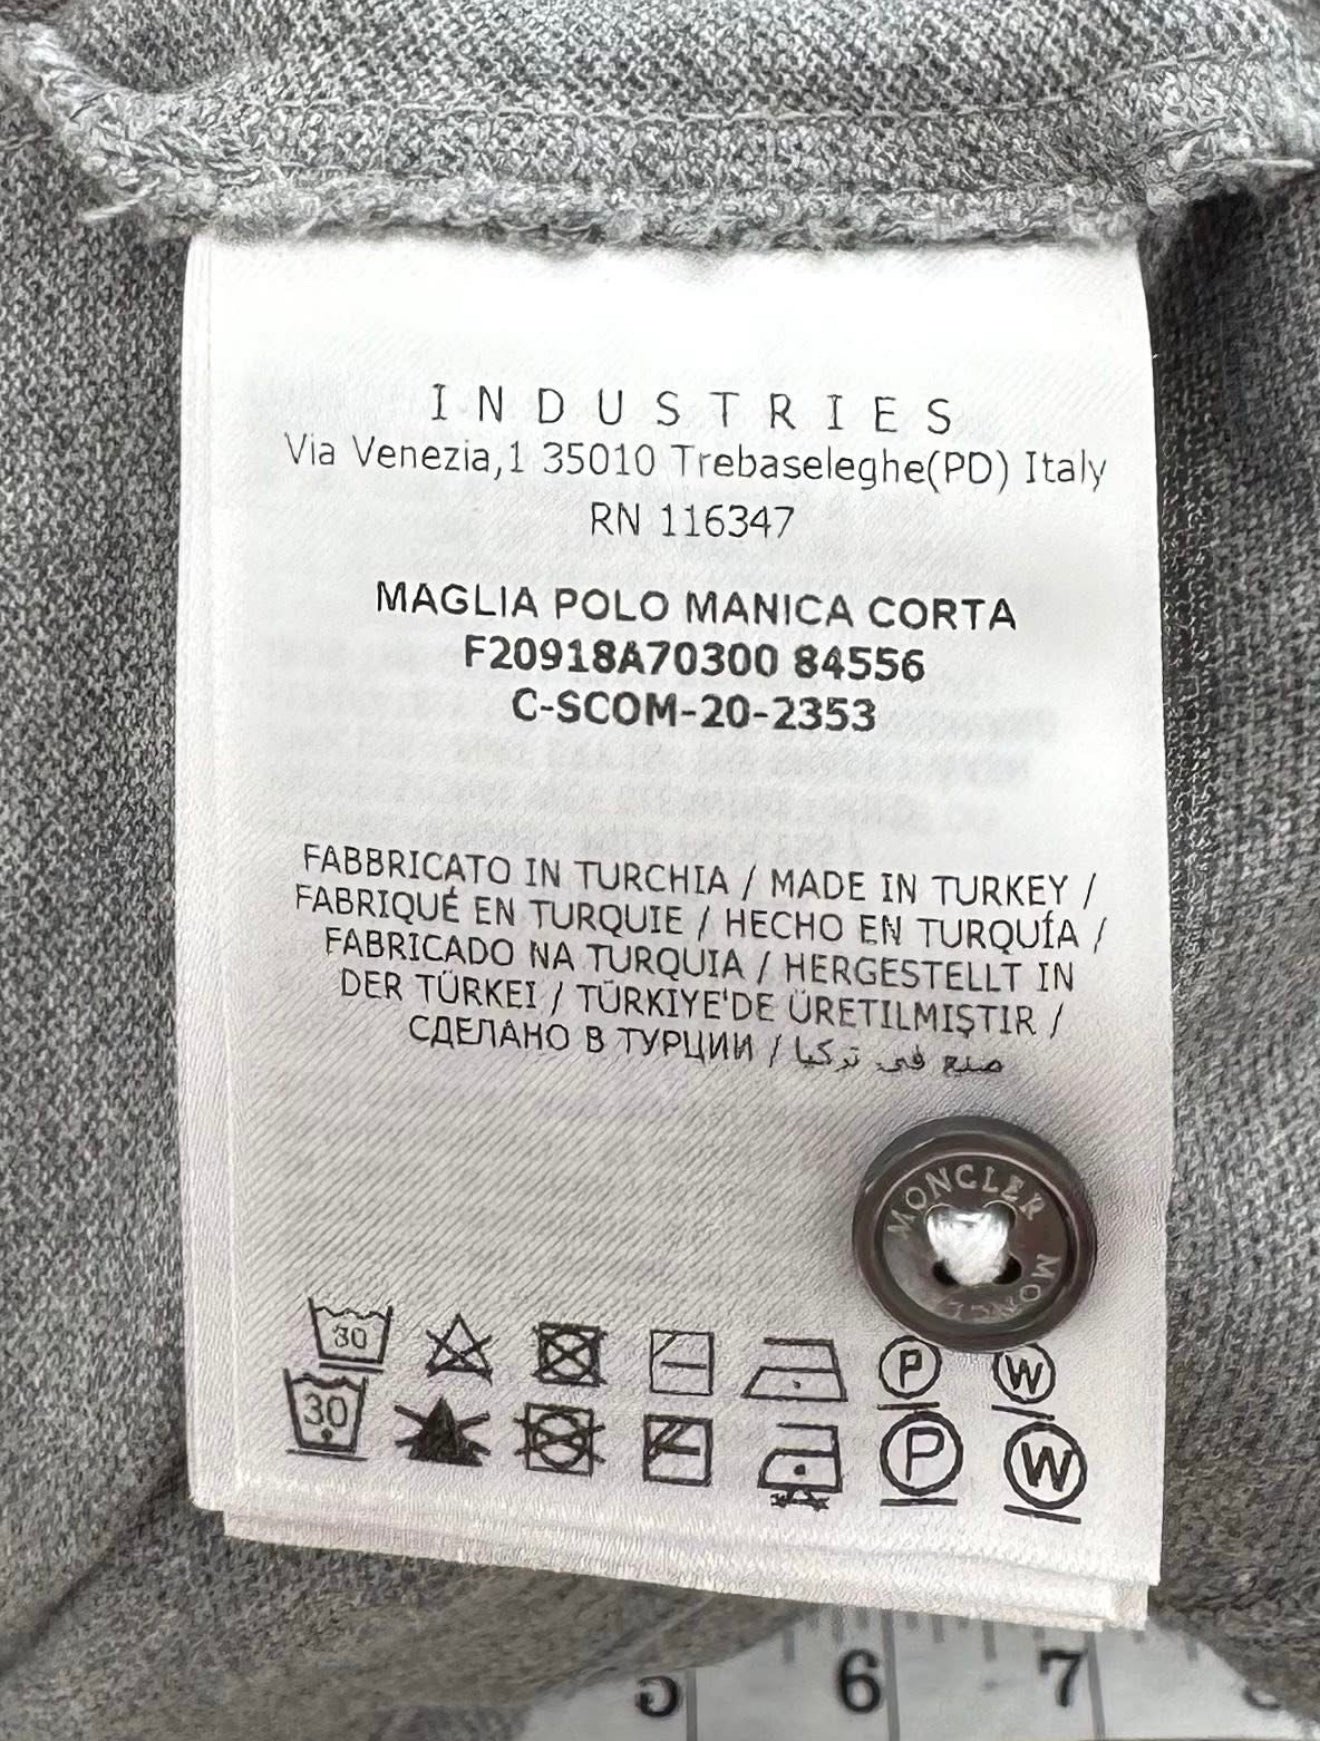 INDUSTRIES
Via Venezia,1 35010 Trebaseleghe(PD) Italy
RN 116347
MAGLIA POLO MANICA CORTA
F20918A70300 84556
C-SCOM-20-2353
FABBRICATO IN TURCHIA / MADE IN TURKEY /
FABRIQUÉ EN TURQUIE / HECHO EN TURQUÍA /
FABRICADO NA TURQUIA / HERGESTELLT IN
DER TÜRKEI / TÜRKIYE'DE ÜRETILMIŞTIR /
СДЕЛАНО В ТУРЦИИ / صنع في تركيا
MONCLER
MONCLER
30 P W
30 P W
5 6 7